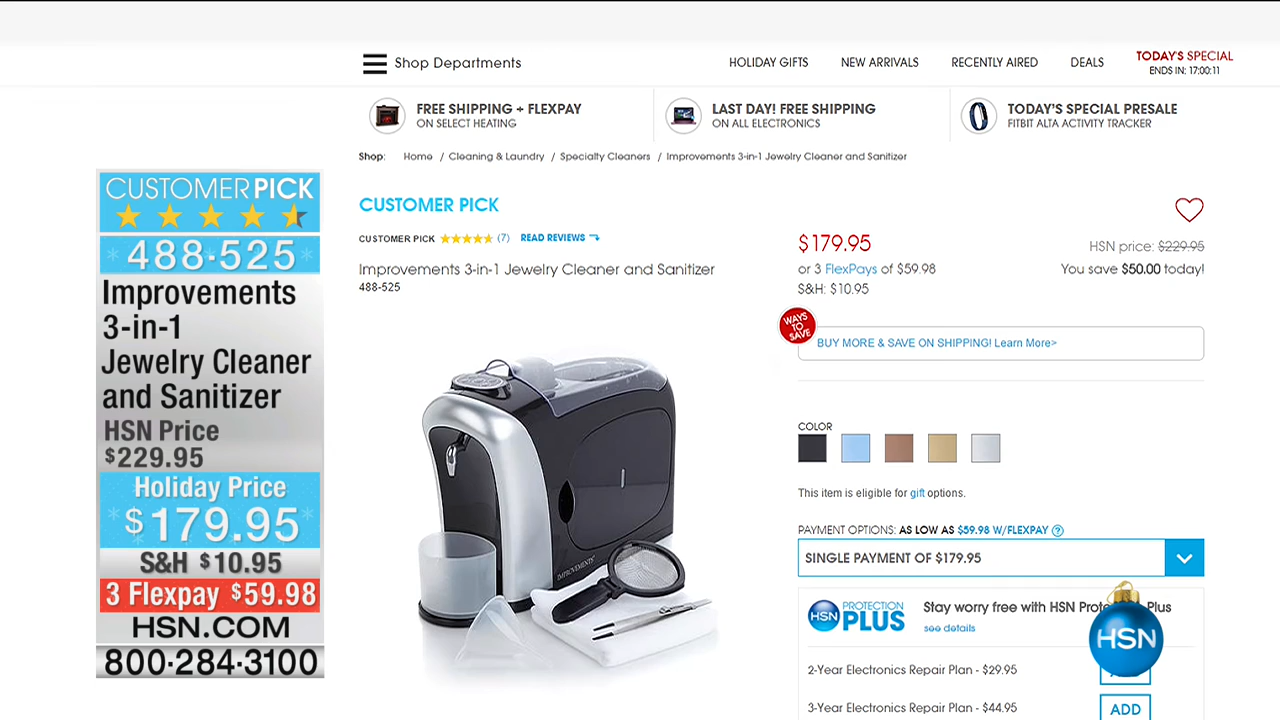 Shop Departments
HOLIDAY GIFTS
NEW ARRIVALS
RECENTLY AIRED
DEALS
TODAY'S SPECIAL
ENDS IN: 17:00:11
FREE SHIPPING + FLEXPAY
ON SELECT HEATING
LAST DAY! FREE SHIPPING
ON ALL ELECTRONICS
TODAY'S SPECIAL PRESALE
FITBIT ALTA ACTIVITY TRACKER
Shop: Home / Cleaning & Laundry / Specialty Cleaners / Improvements 3-in-1 Jewelry Cleaner and Sanitizer
CUSTOMER PICK
488-525
Improvements
3-in-1
Jewelry Cleaner
and Sanitizer
HSN Price
$229.95
Holiday Price
$179.95
S&H $10.95
3 Flexpay $59.98
HSN.COM
800-284-3100
CUSTOMER PICK
CUSTOMER PICK (7) READ REVIEWS
Improvements 3-in-1 Jewelry Cleaner and Sanitizer
488-525
IMPROVEMENTS
$179.95
HSN price: $229.95
or 3 FlexPays of $59.98
You save $50.00 today!
S&H: $10.95
WAYS
TO
SAVE
BUY MORE & SAVE ON SHIPPING! Learn More>
COLOR
This item is eligible for gift options.
PAYMENT OPTIONS: AS LOW AS $59.98 W/FLEXPAY ?
SINGLE PAYMENT OF $179.95
HSN PROTECTION
PLUS
Stay worry free with HSN Plus
see details
HSN
2-Year Electronics Repair Plan - $29.95
3-Year Electronics Repair Plan - $44.95
ADD